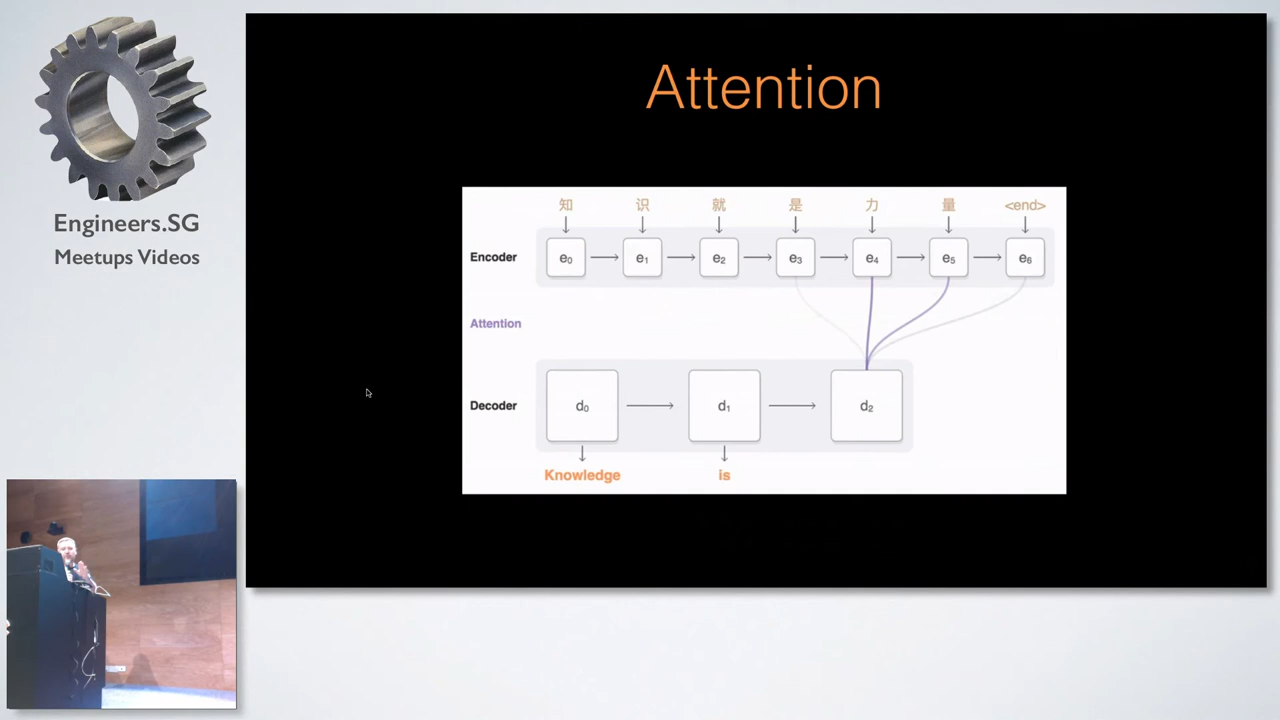 Engineers.SG
Meetups Videos
Attention
知 识 就 是 力 量 <end>
Encoder e₀ e₁ e₂ e₃ e₄ e₅ e₆
Attention
Decoder d₀ d₁ d₂
Knowledge is